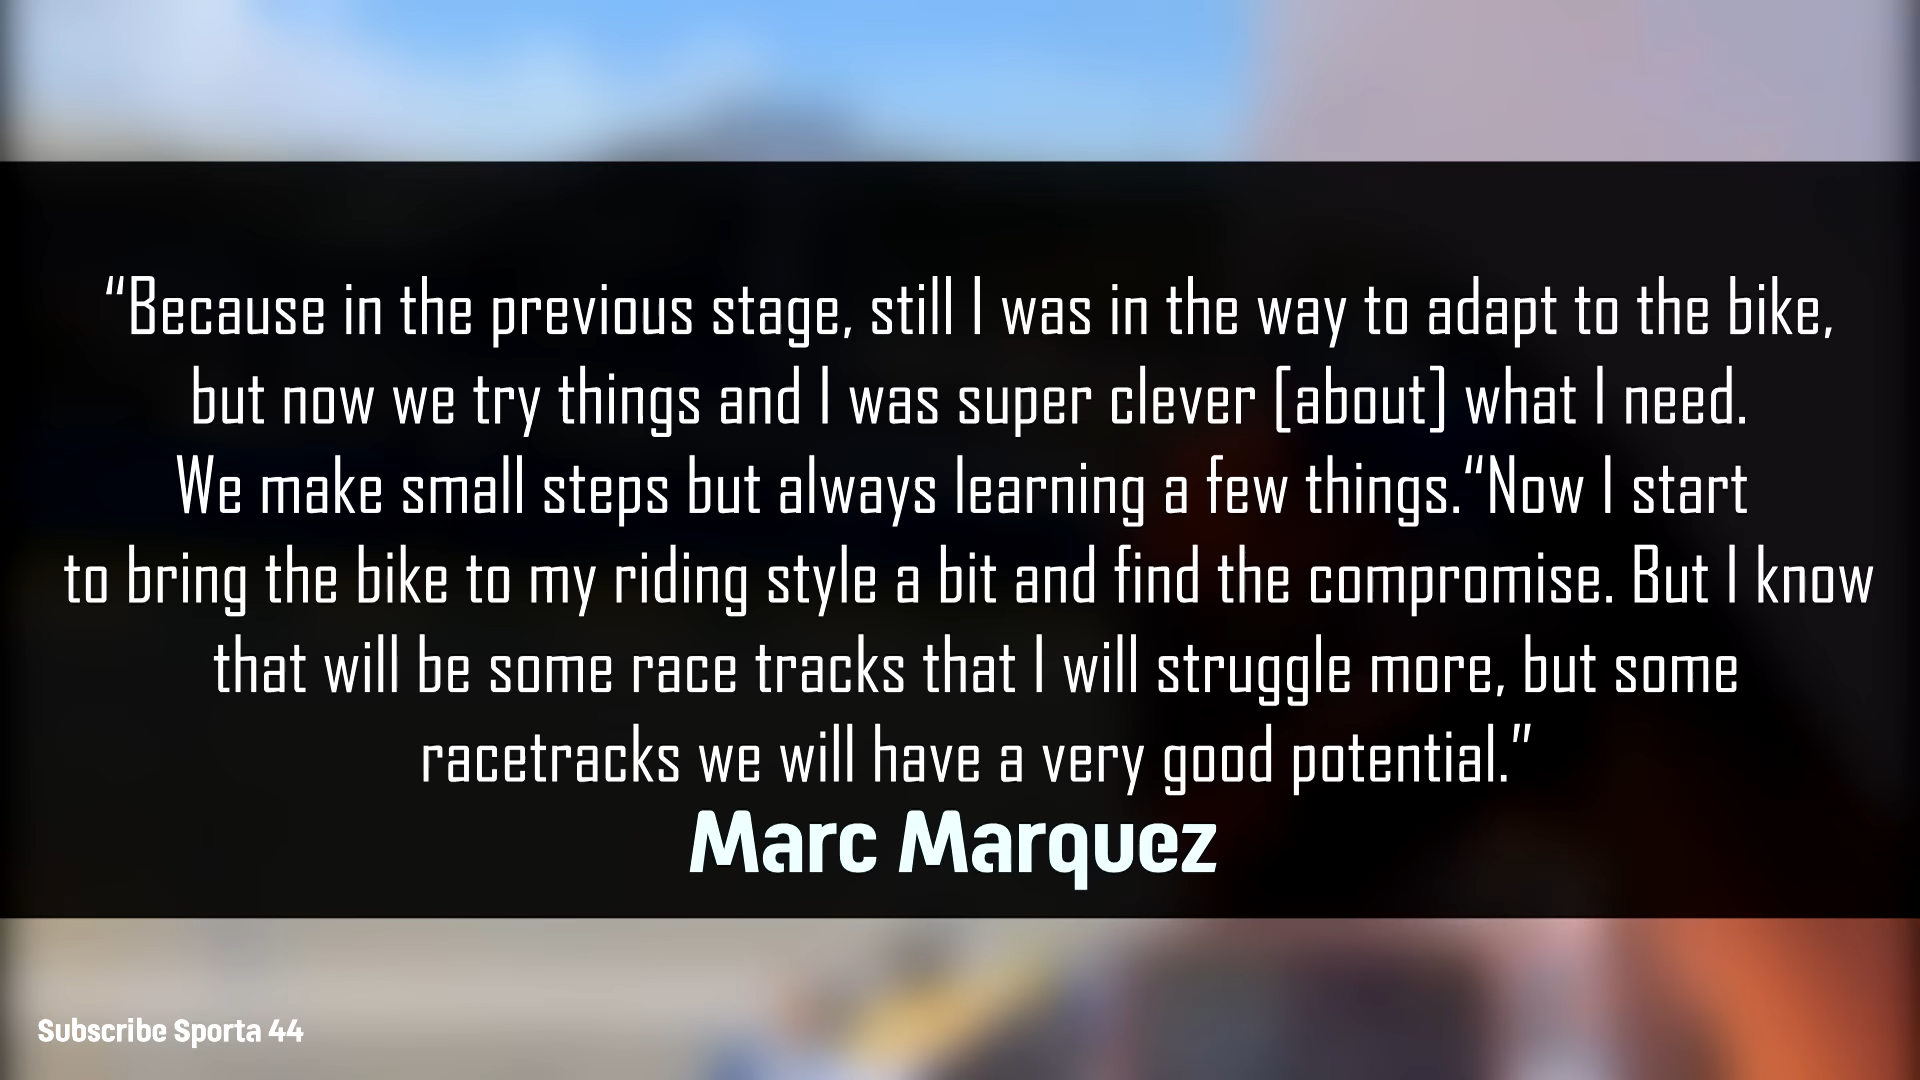 “Because in the previous stage, still I was in the way to adapt to the bike,
but now we try things and I was super clever [about] what I need.
We make small steps but always learning a few things.“Now I start
to bring the bike to my riding style a bit and find the compromise. But I know
that will be some race tracks that I will struggle more, but some
racetracks we will have a very good potential.”
Marc Marquez
Subscribe Sporta 44